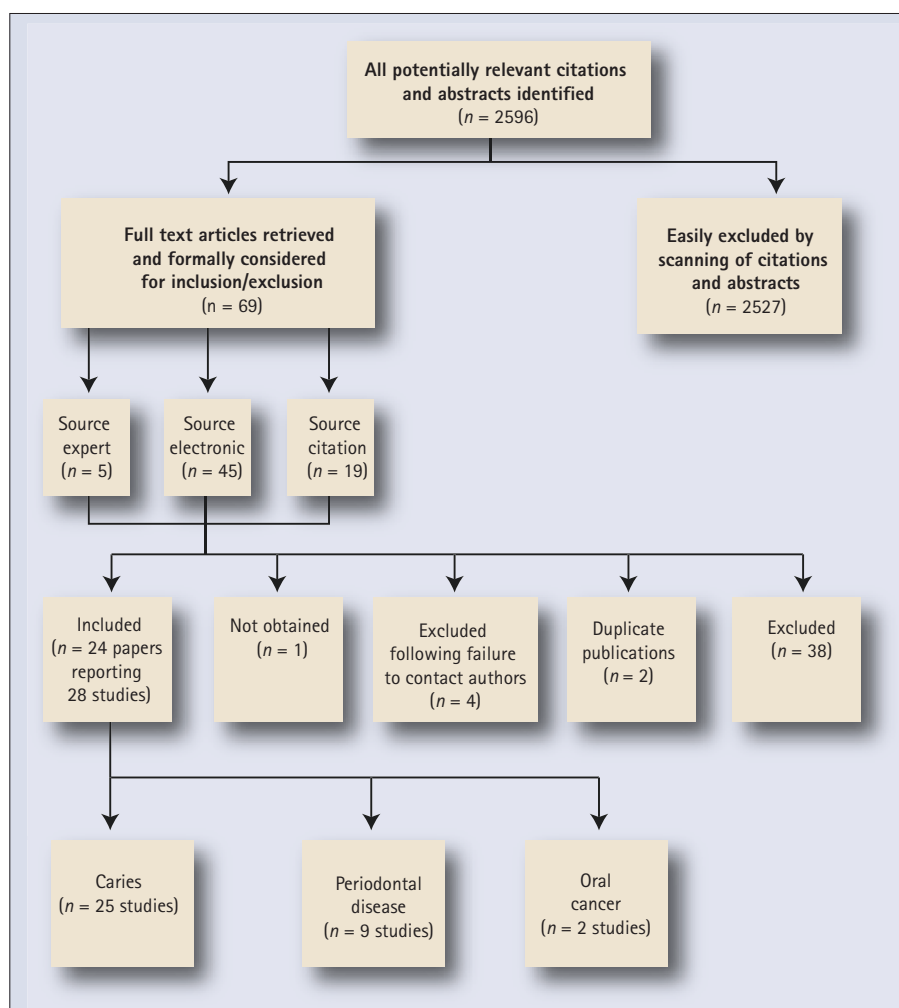 All potentially relevant citations
and abstracts identified
(n = 2596)
Full text articles retrieved
and formally considered
for inclusion/exclusion
(n = 69)
Easily excluded by
scanning of citations
and abstracts
(n = 2527)
Source
expert
(n = 5)
Source
electronic
(n = 45)
Source
citation
(n = 19)
Included
(n = 24 papers
reporting
28 studies)
Not obtained
(n = 1)
Excluded
following failure
to contact authors
(n = 4)
Duplicate
publications
(n = 2)
Excluded
(n = 38)
Caries
(n = 25 studies)
Periodontal
disease
(n = 9 studies)
Oral
cancer
(n = 2 studies)